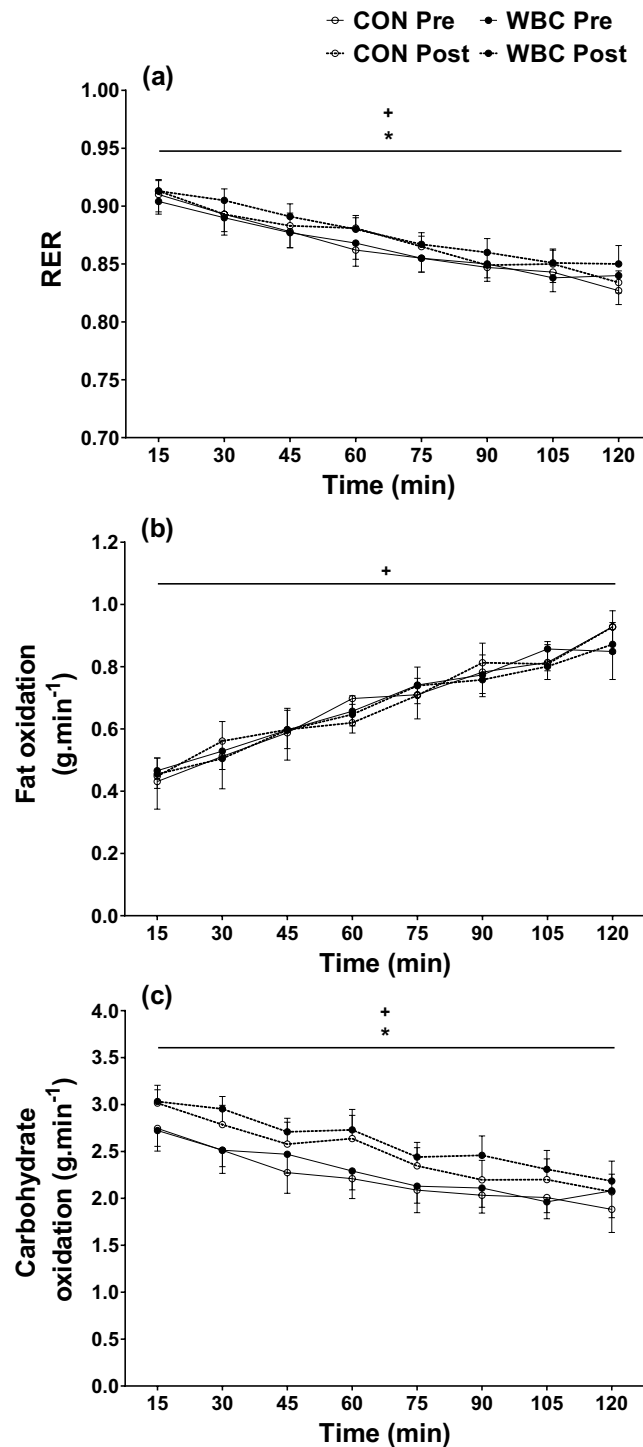 CON Pre WBC Pre
CON Post WBC Post
(a)
+
*
1.00
0.95
0.90
0.85
0.80
0.75
0.70
RER
15 30 45 60 75 90 105 120
Time (min)
(b)
+
1.2
1.0
0.8
0.6
0.4
0.2
0.0
Fat oxidation
(g.min⁻¹)
15 30 45 60 75 90 105 120
Time (min)
(c)
+
*
4.0
3.5
3.0
2.5
2.0
1.5
1.0
0.5
0.0
Carbohydrate
oxidation (g.min⁻¹)
15 30 45 60 75 90 105 120
Time (min)